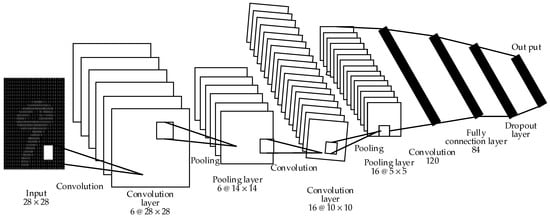 Input
28 × 28
Convolution
Convolution
layer
6 @ 28 × 28
Pooling
Pooling layer
6 @ 14 × 14
Convolution
Convolution
layer
16 @ 10 × 10
Pooling
Pooling layer
16 @ 5 × 5
Convolution
120
Fully
connection layer
84
Dropout
layer
Out put